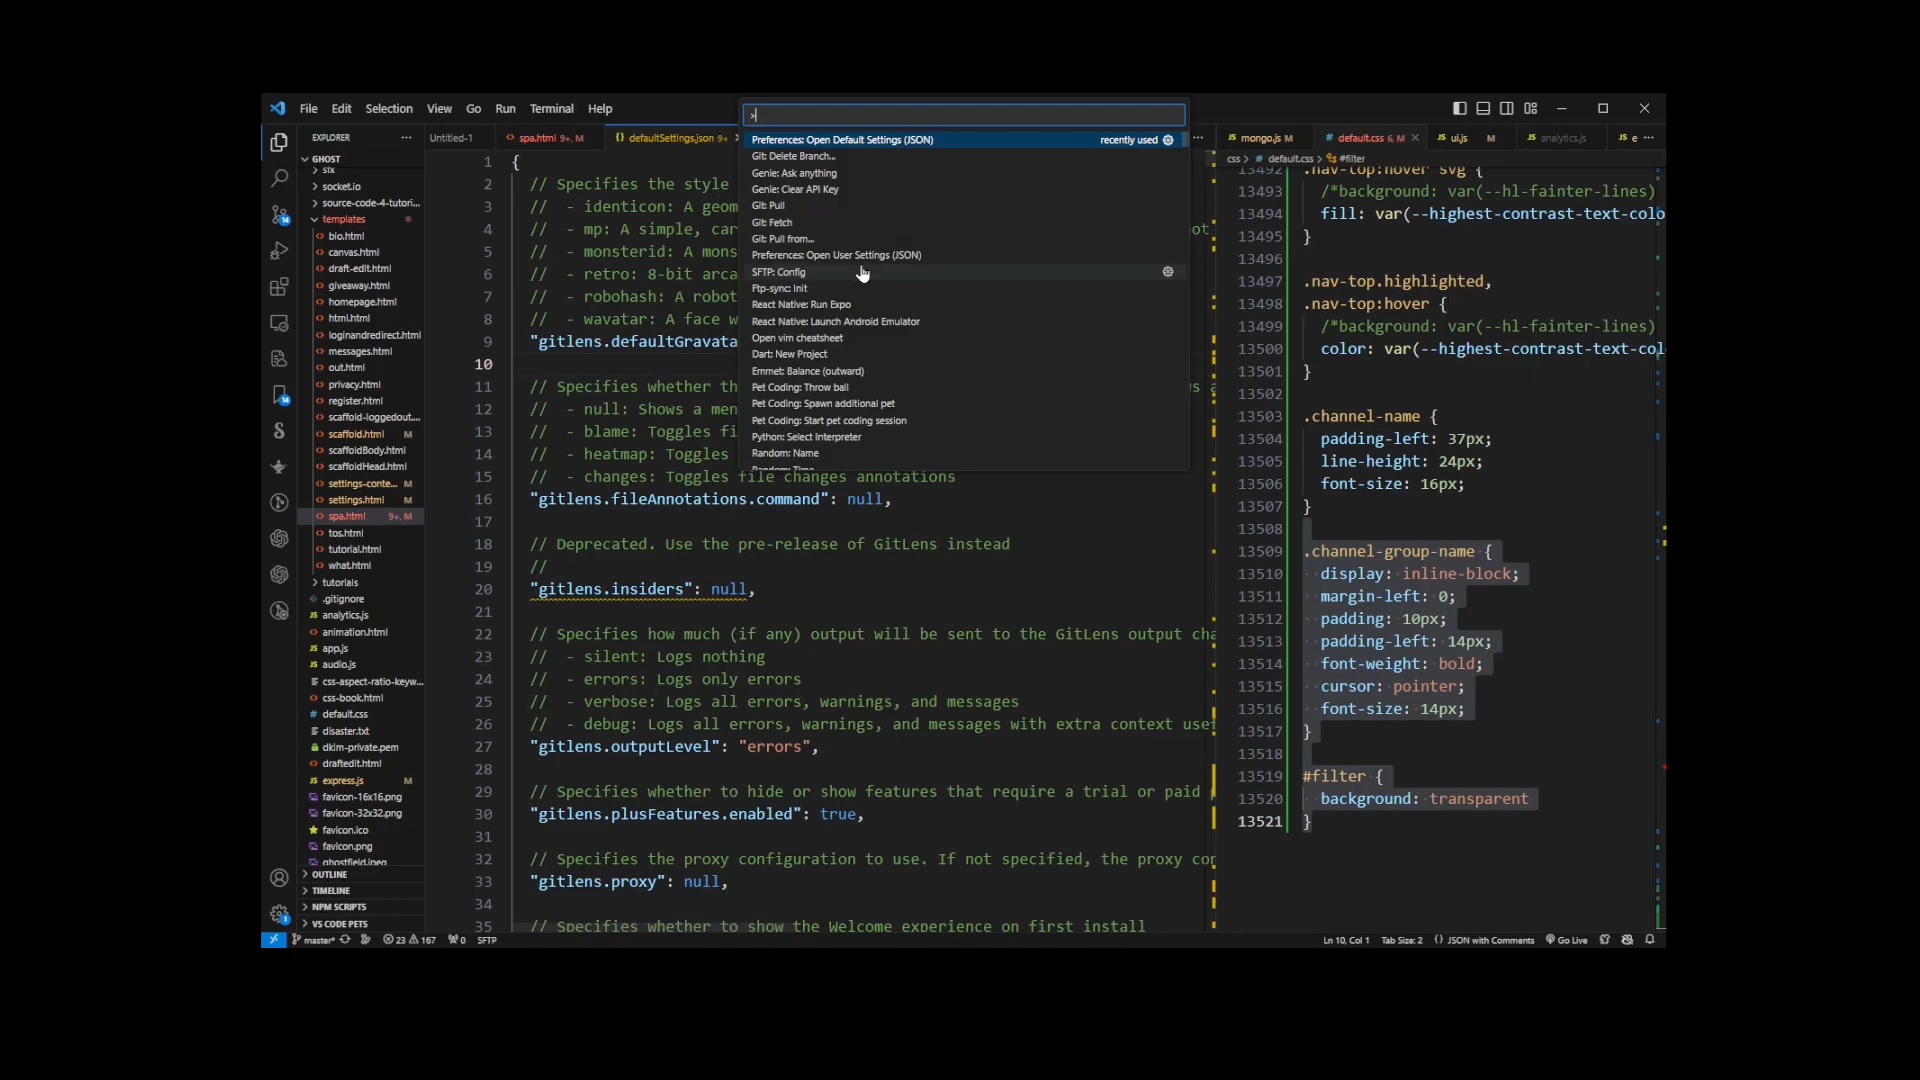 File Edit Selection View Go Run Terminal Help
>
EXPLORER
GHOST
socket.io
source-code-4-tutori...
templates
bio.html
canvas.html
draft-edit.html
giveaway.html
homepage.html
html.html
loginandredirect.html
messages.html
out.html
privacy.html
register.html
scaffold-loggedout....
scaffold.html M
scaffoldBody.html
scaffoldHead.html
settings-conte... M
settings.html M
spa.html 9+, M
tos.html
tutorial.html
what.html
tutorials
.gitignore
analytics.js
animation.html
app.js
audio.js
css-aspect-ratio-keyw...
css-book.html
default.css
disaster.txt
dkim-private.pem
draftedit.html
express.js M
favicon-16x16.png
favicon-32x32.png
favicon.ico
favicon.png
ghostfield.jpeg
OUTLINE
TIMELINE
NPM SCRIPTS
VS CODE PETS
14
14
1
Untitled-1 spa.html 9+, M defaultSettings.json 9+
Preferences: Open Default Settings (JSON) recently used
Git: Delete Branch...
Genie: Ask anything
Genie: Clear API Key
Git: Pull
Git: Fetch
Git: Pull from...
Preferences: Open User Settings (JSON)
SFTP: Config
Ftp-sync: Init
React Native: Run Expo
React Native: Launch Android Emulator
Open vim cheatsheet
Dart: New Project
Emmet: Balance (outward)
Pet Coding: Throw ball
Pet Coding: Spawn additional pet
Pet Coding: Start pet coding session
Python: Select Interpreter
Random: Name
Random: Time
1 {
2 // Specifies the style
3 // - identicon: A geom
4 // - mp: A simple, car not
5 // - monsterid: A mons
6 // - retro: 8-bit arca
7 // - robohash: A robot
8 // - wavatar: A face w
9 "gitlens.defaultGravata
10
11 // Specifies whether th
12 // - null: Shows a men
13 // - blame: Toggles fi
14 // - heatmap: Toggles
15 // - changes: Toggles file changes annotations
16 "gitlens.fileAnnotations.command": null,
17
18 // Deprecated. Use the pre-release of GitLens instead
19 //
20 "gitlens.insiders": null,
21
22 // Specifies how much (if any) output will be sent to the GitLens output cha
23 // - silent: Logs nothing
24 // - errors: Logs only errors
25 // - verbose: Logs all errors, warnings, and messages
26 // - debug: Logs all errors, warnings, and messages with extra context usef
27 "gitlens.outputLevel": "errors",
28
29 // Specifies whether to hide or show features that require a trial or paid
30 "gitlens.plusFeatures.enabled": true,
31
32 // Specifies the proxy configuration to use. If not specified, the proxy cor
33 "gitlens.proxy": null,
34
35 // Specifies whether to show the Welcome experience on first install
mongo.js M default.css 6, M ui.js M analytics.js e
css > default.css > #filter
13492 .nav-top:hover svg {
13493 /*background: var(--hl-fainter-lines)
13494 fill: var(--highest-contrast-text-colo
13495 }
13496
13497 .nav-top.highlighted,
13498 .nav-top:hover {
13499 /*background: var(--hl-fainter-lines)
13500 color: var(--highest-contrast-text-col
13501 }
13502
13503 .channel-name {
13504 padding-left: 37px;
13505 line-height: 24px;
13506 font-size: 16px;
13507 }
13508
13509 .channel-group-name {
13510 display: inline-block;
13511 margin-left: 0;
13512 padding: 10px;
13513 padding-left: 14px;
13514 font-weight: bold;
13515 cursor: pointer;
13516 font-size: 14px;
13517 }
13518
13519 #filter {
13520 background: transparent
13521 }
master* 23 167 0 SFTP Ln 10, Col 1 Tab Size: 2 JSON with Comments Go Live